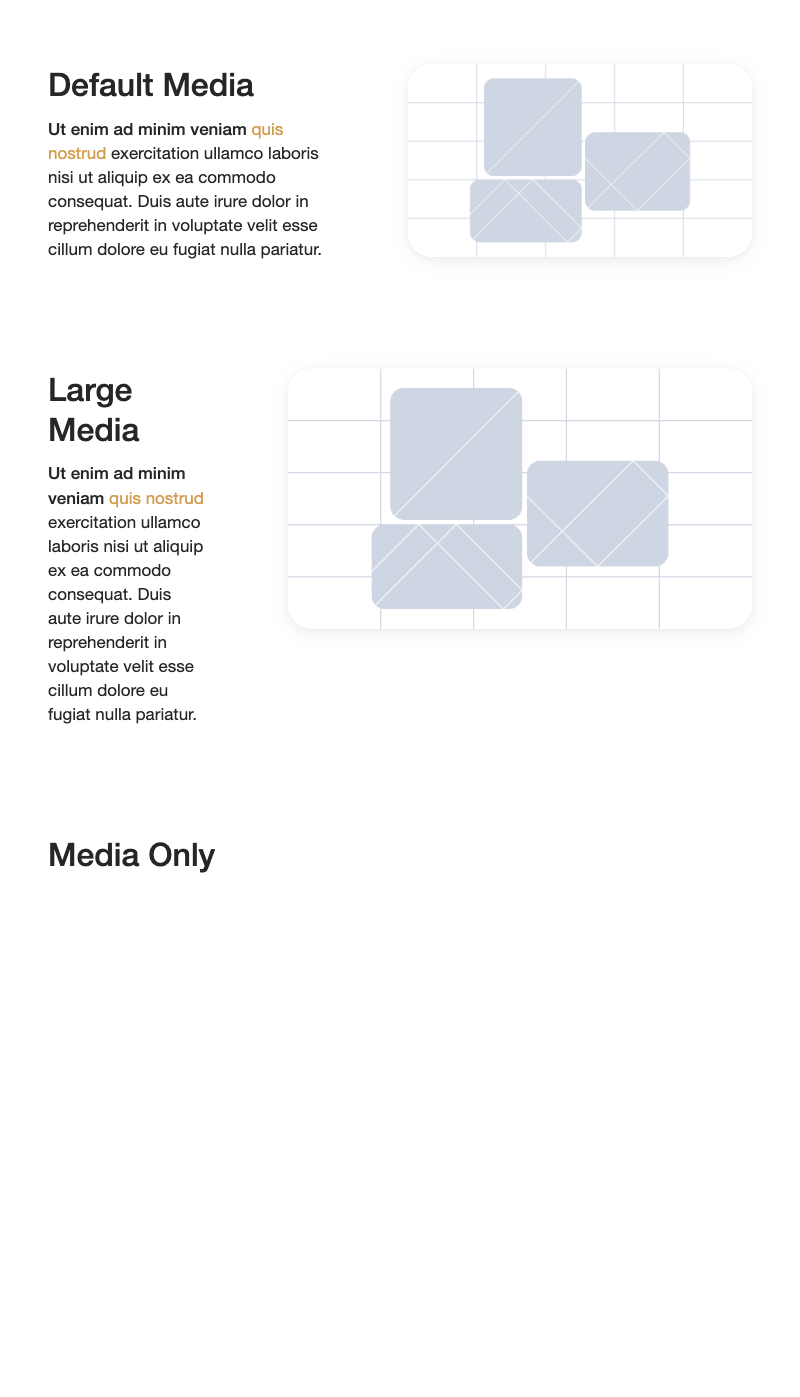 Default Media
Ut enim ad minim veniam quis
nostrud exercitation ullamco laboris
nisi ut aliquip ex ea commodo
consequat. Duis aute irure dolor in
reprehenderit in voluptate velit esse
cillum dolore eu fugiat nulla pariatur.
Large
Media
Ut enim ad minim
veniam quis nostrud
exercitation ullamco
laboris nisi ut aliquip
ex ea commodo
consequat. Duis
aute irure dolor in
reprehenderit in
voluptate velit esse
cillum dolore eu
fugiat nulla pariatur.
Media Only